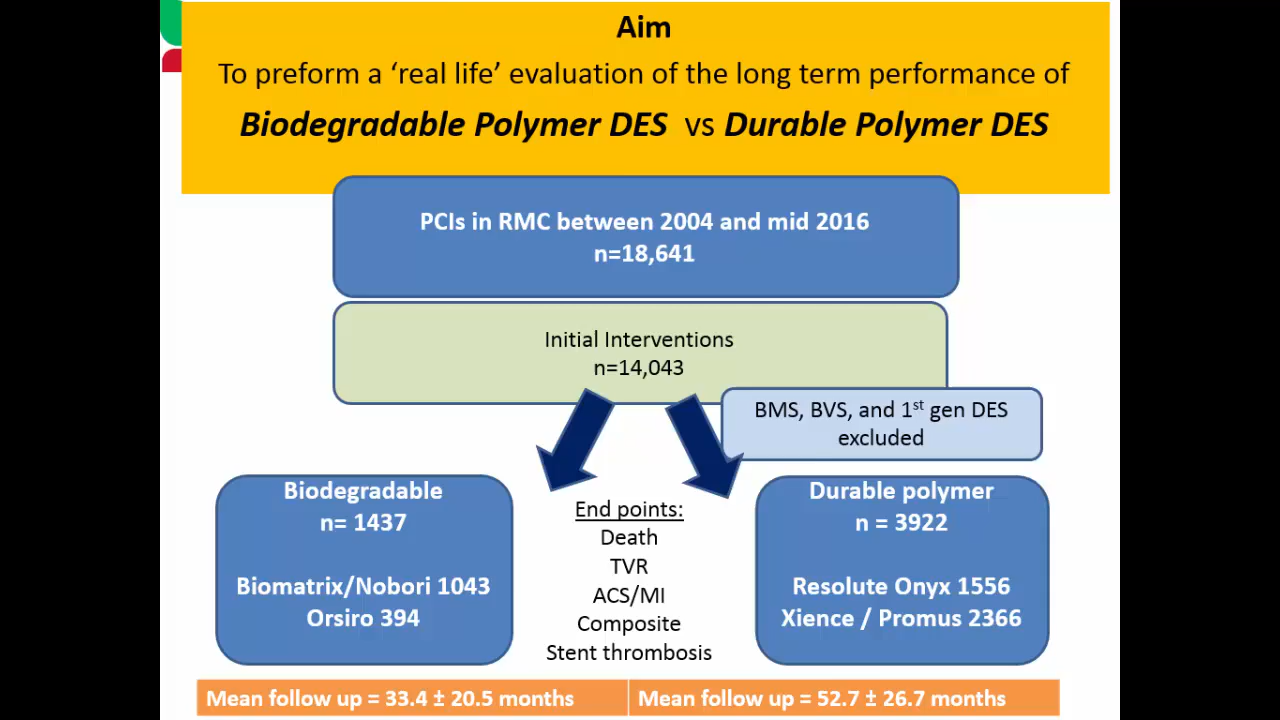 Aim
To preform a ‘real life’ evaluation of the long term performance of
Biodegradable Polymer DES vs Durable Polymer DES
PCIs in RMC between 2004 and mid 2016
n=18,641
Initial Interventions
n=14,043
BMS, BVS, and 1st gen DES
excluded
Biodegradable
n= 1437
Biomatrix/Nobori 1043
Orsiro 394
End points:
Death
TVR
ACS/MI
Composite
Stent thrombosis
Durable polymer
n = 3922
Resolute Onyx 1556
Xience / Promus 2366
Mean follow up = 33.4 ± 20.5 months
Mean follow up = 52.7 ± 26.7 months